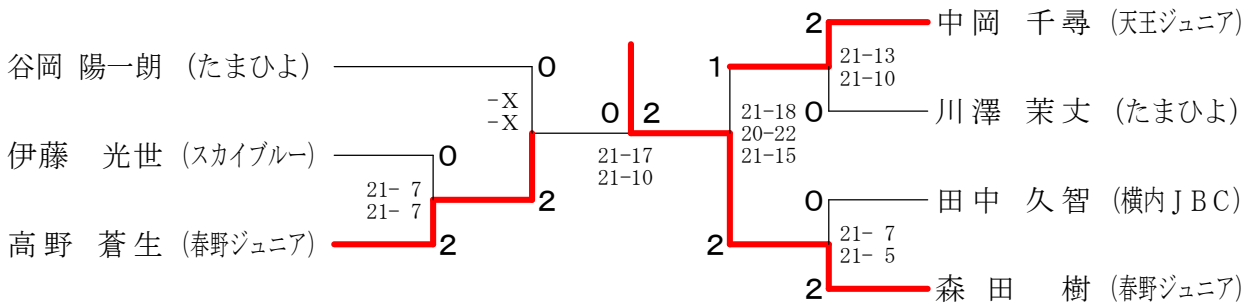 谷岡 陽一朗 (たまひよ)
0
-X
-X
伊藤 光世 (スカイブルー)
0
21- 7
21- 7
2
高野 蒼生 (春野ジュニア)
2
0 2
21-17
21-10
2 中岡 千尋 (天王ジュニア)
1
21-13
21-10
0 川澤 茉丈 (たまひよ)
21-18
20-22
21-15
0 田中 久智 (横内JBC)
21- 7
21- 5
2
2 森田 樹 (春野ジュニア)